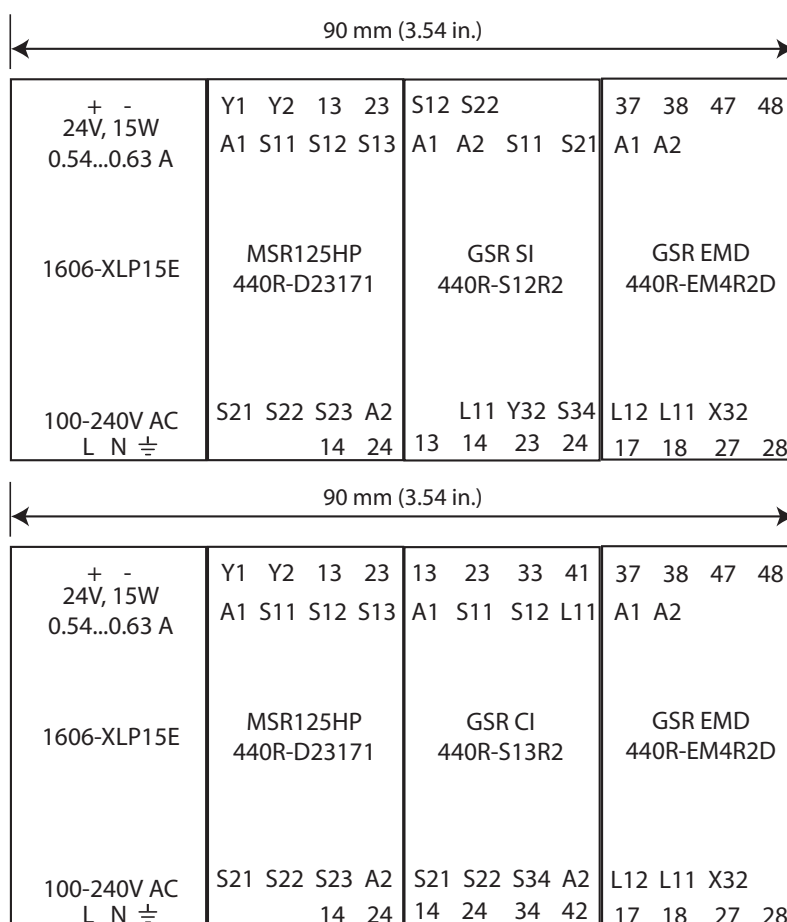 90 mm (3.54 in.)
+ -
24V, 15W
0.54...0.63 A
1606-XLP15E
100-240V AC
L N ⏚
Y1 Y2 13 23
A1 S11 S12 S13
MSR125HP
440R-D23171
S21 S22 S23 A2
14 24
S12 S22
A1 A2 S11 S21
GSR SI
440R-S12R2
L11 Y32 S34
13 14 23 24
37 38 47 48
A1 A2
GSR EMD
440R-EM4R2D
L12 L11 X32
17 18 27 28
90 mm (3.54 in.)
+ -
24V, 15W
0.54...0.63 A
1606-XLP15E
100-240V AC
L N ⏚
Y1 Y2 13 23
A1 S11 S12 S13
MSR125HP
440R-D23171
S21 S22 S23 A2
14 24
13 23 33 41
A1 S11 S12 L11
GSR CI
440R-S13R2
S21 S22 S34 A2
14 24 34 42
37 38 47 48
A1 A2
GSR EMD
440R-EM4R2D
L12 L11 X32
17 18 27 28